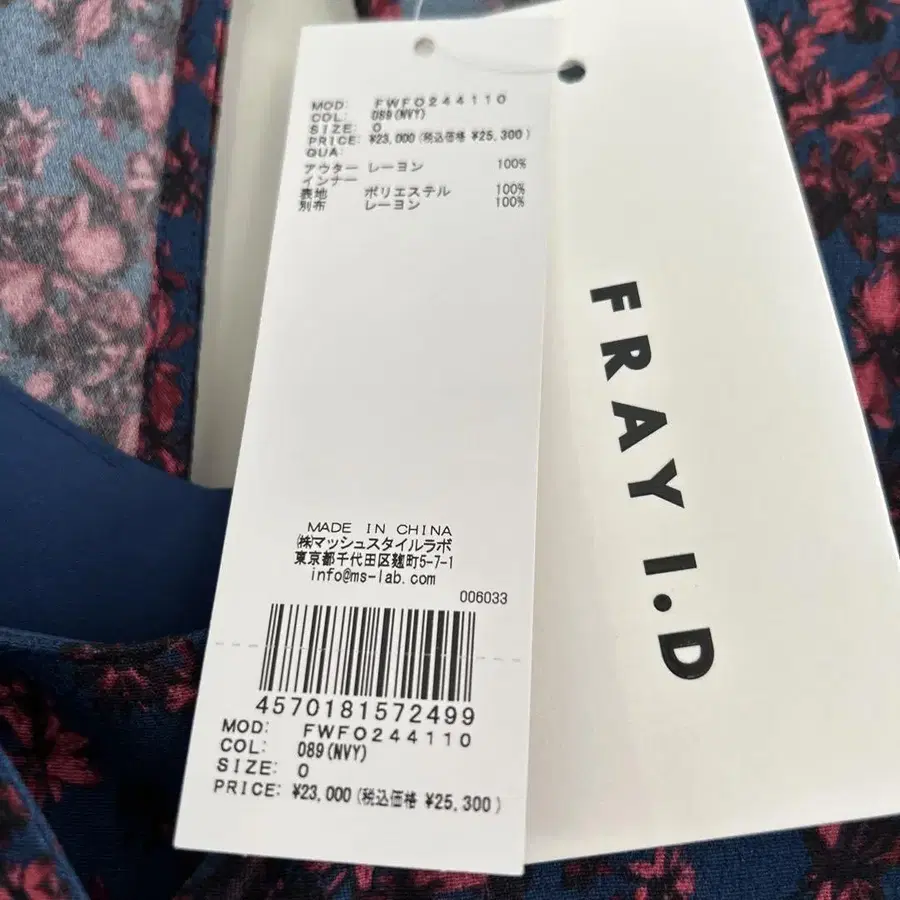 MOD: FWFO244110
COL: 089(NVY)
SIZE: 0
PRICE: ¥23,000(税込価格 ¥25,300)
QUA:
アウター レーヨン 100%
インナー
表地 ポリエステル 100%
別布 レーヨン 100%
MADE IN CHINA
㈱マッシュスタイルラボ
東京都千代田区麹町5-7-1
info@ms-lab.com
006033
4570181572499
MOD: FWFO244110
COL: 089(NVY)
SIZE: 0
PRICE: ¥23,000(税込価格 ¥25,300)
FRAY I.D